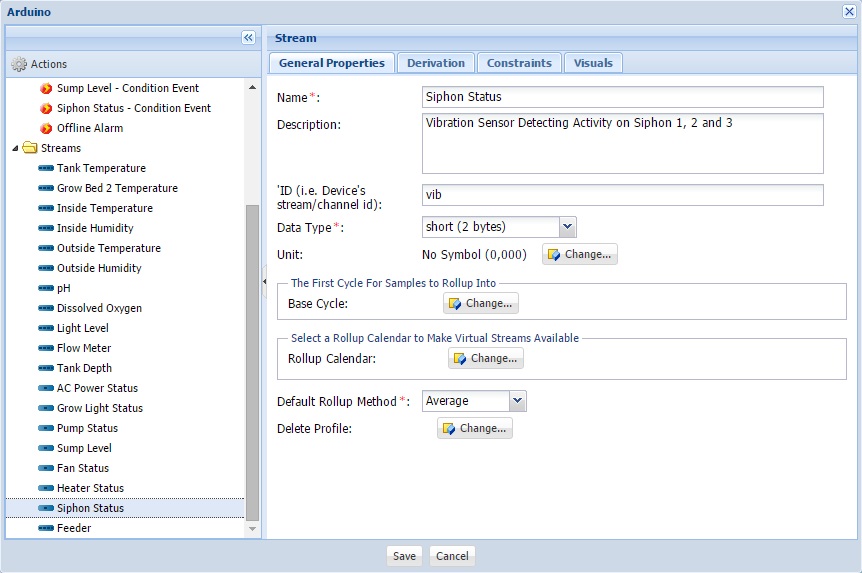 Arduino
Actions
Sump Level - Condition Event
Siphon Status - Condition Event
Offline Alarm
Streams
Tank Temperature
Grow Bed 2 Temperature
Inside Temperature
Inside Humidity
Outside Temperature
Outside Humidity
pH
Dissolved Oxygen
Light Level
Flow Meter
Tank Depth
AC Power Status
Grow Light Status
Pump Status
Sump Level
Fan Status
Heater Status
Siphon Status
Feeder
Stream
General Properties Derivation Constraints Visuals
Name*: Siphon Status
Description: Vibration Sensor Detecting Activity on Siphon 1, 2 and 3
'ID (i.e. Device's
stream/channel id): vib
Data Type*: short (2 bytes)
Unit: No Symbol (0,000) Change...
The First Cycle For Samples to Rollup Into
Base Cycle: Change...
Select a Rollup Calendar to Make Virtual Streams Available
Rollup Calendar: Change...
Default Rollup Method*: Average
Delete Profile: Change...
Save Cancel